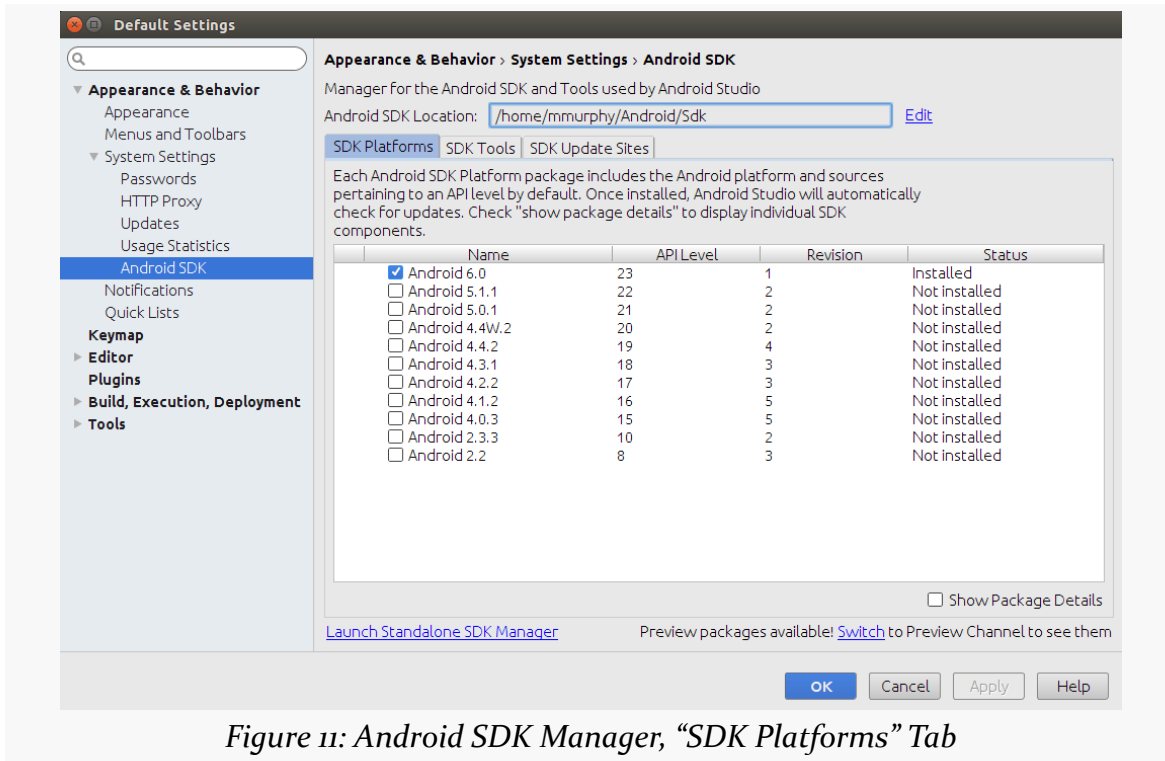 Default Settings
Appearance & Behavior
Appearance
Menus and Toolbars
System Settings
Passwords
HTTP Proxy
Updates
Usage Statistics
Android SDK
Notifications
Quick Lists
Keymap
Editor
Plugins
Build, Execution, Deployment
Tools
Appearance & Behavior › System Settings › Android SDK
Manager for the Android SDK and Tools used by Android Studio
Android SDK Location: /home/mmurphy/Android/Sdk Edit
SDK Platforms SDK Tools SDK Update Sites
Each Android SDK Platform package includes the Android platform and sources
pertaining to an API level by default. Once installed, Android Studio will automatically
check for updates. Check "show package details" to display individual SDK
components.
Name API Level Revision Status
Android 6.0 23 1 Installed
Android 5.1.1 22 2 Not installed
Android 5.0.1 21 2 Not installed
Android 4.4W.2 20 2 Not installed
Android 4.4.2 19 4 Not installed
Android 4.3.1 18 3 Not installed
Android 4.2.2 17 3 Not installed
Android 4.1.2 16 5 Not installed
Android 4.0.3 15 5 Not installed
Android 2.3.3 10 2 Not installed
Android 2.2 8 3 Not installed
Show Package Details
Launch Standalone SDK Manager Preview packages available! Switch to Preview Channel to see them
OK Cancel Apply Help
Figure 11: Android SDK Manager, “SDK Platforms” Tab